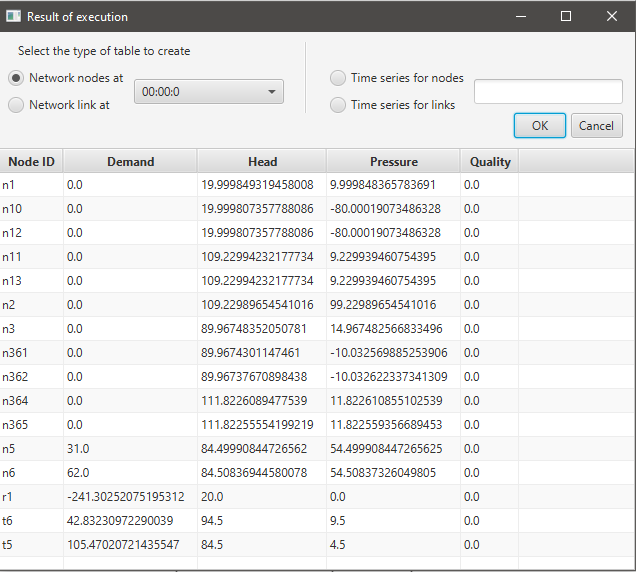 Result of execution
Select the type of table to create
Network nodes at 00:00:0 Time series for nodes
Network link at Time series for links
OK Cancel
Node ID Demand Head Pressure Quality
n1 0.0 19.999849319458008 9.999848365783691 0.0
n10 0.0 19.999807357788086 -80.00019073486328 0.0
n12 0.0 19.999807357788086 -80.00019073486328 0.0
n11 0.0 109.22994232177734 9.229939460754395 0.0
n13 0.0 109.22994232177734 9.229939460754395 0.0
n2 0.0 109.22989654541016 99.22989654541016 0.0
n3 0.0 89.96748352050781 14.967482566833496 0.0
n361 0.0 89.9674301147461 -10.032569885253906 0.0
n362 0.0 89.96737670898438 -10.032622337341309 0.0
n364 0.0 111.8226089477539 11.822610855102539 0.0
n365 0.0 111.82255554199219 11.822559356689453 0.0
n5 31.0 84.49990844726562 54.499908447265625 0.0
n6 62.0 84.50836944580078 54.50837326049805 0.0
r1 -241.30252075195312 20.0 0.0 0.0
t6 42.83230972290039 94.5 9.5 0.0
t5 105.47020721435547 84.5 4.5 0.0